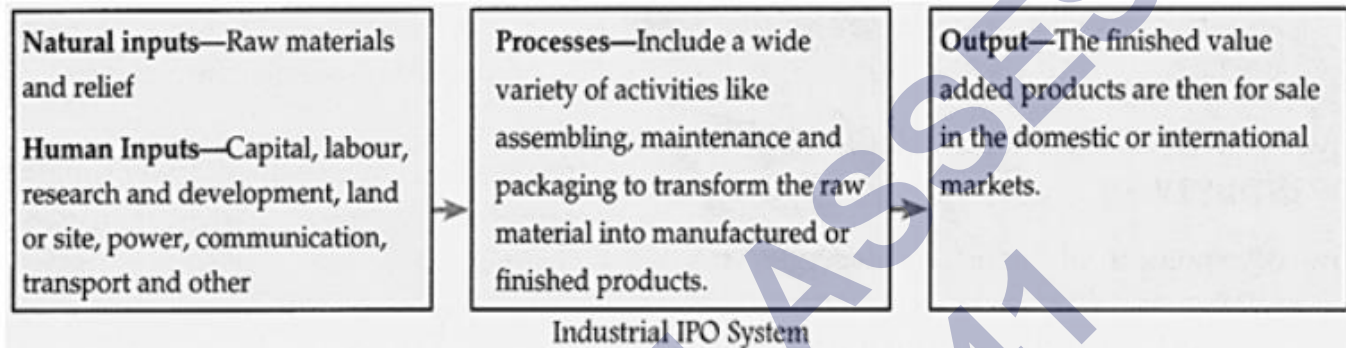 Natural inputs—Raw materials
and relief
Human Inputs—Capital, labour,
research and development, land
or site, power, communication,
transport and other
Processes—Include a wide
variety of activities like
assembling, maintenance and
packaging to transform the raw
material into manufactured or
finished products.
Output—The finished value
added products are then for sale
in the domestic or international
markets.
Industrial IPO System